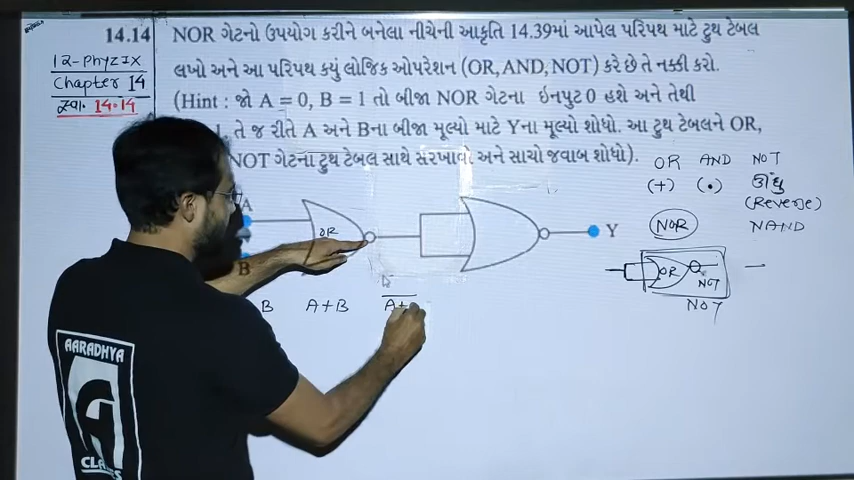 14.14 NOR ગેટનો ઉપયોગ કરીને બનેલા નીચેની આકૃતિ 14.39માં આપેલ પરિપથ માટે ટ્રુથ ટેબલ
12-PhyzIX
Chapter 14
સ્વા. 14.14
લખો અને આ પરિપથ કયું લોજિક ઓપરેશન (OR, AND, NOT) કરે છે તે નક્કી કરો.
(Hint : જો A = 0, B = 1 તો બીજા NOR ગેટના ઇનપુટ 0 હશે અને તેથી
1. તે જ રીતે A અને Bના બીજા મૂલ્યો માટે Yના મૂલ્યો શોધો. આ ટ્રુથ ટેબલને OR,
NOT ગેટના ટ્રુથ ટેબલ સાથે સરખાવો અને સાચો જવાબ શોધો).
OR AND NOT
(+) (•) ઊંધુ
(Reverse)
NOR NAND
A
OR
Y
B
OR
NOT
NOT
B A+B A+
AARADHYA
A
CLASSES